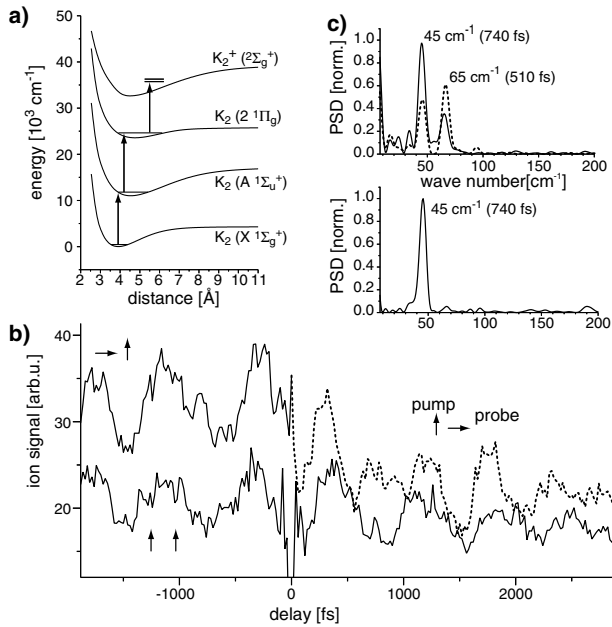 a)
energy [10³ cm⁻¹]
50
40
30
20
10
0
K₂⁺ (²Σg⁺)
K₂ (2 ¹Πg)
K₂ (A ¹Σu⁺)
K₂ (X ¹Σg⁺)
2 3 4 5 6 7 8 9 10 11
distance [Å]
c)
PSD [norm.]
1.0
0.8
0.6
0.4
0.2
0.0
45 cm⁻¹ (740 fs)
65 cm⁻¹ (510 fs)
50 100 150 200
wave number[cm⁻¹]
PSD [norm.]
1.0
0.8
0.6
0.4
0.2
0.0
45 cm⁻¹ (740 fs)
50 100 150 200
b)
ion signal [arb.u.]
40
30
20
pump
probe
-1000 0 1000 2000
delay [fs]